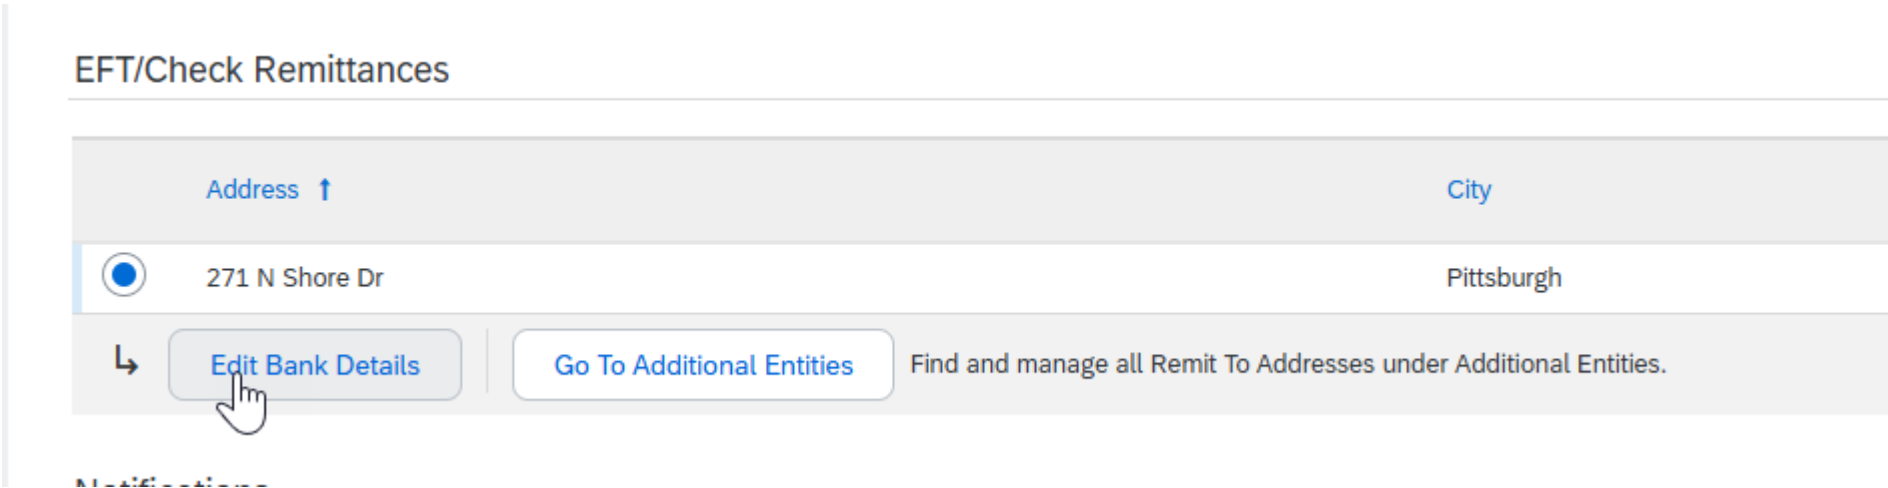 EFT/Check Remittances
Address ↑ City
271 N Shore Dr Pittsburgh
Edit Bank Details Go To Additional Entities Find and manage all Remit To Addresses under Additional Entities.
Notifications